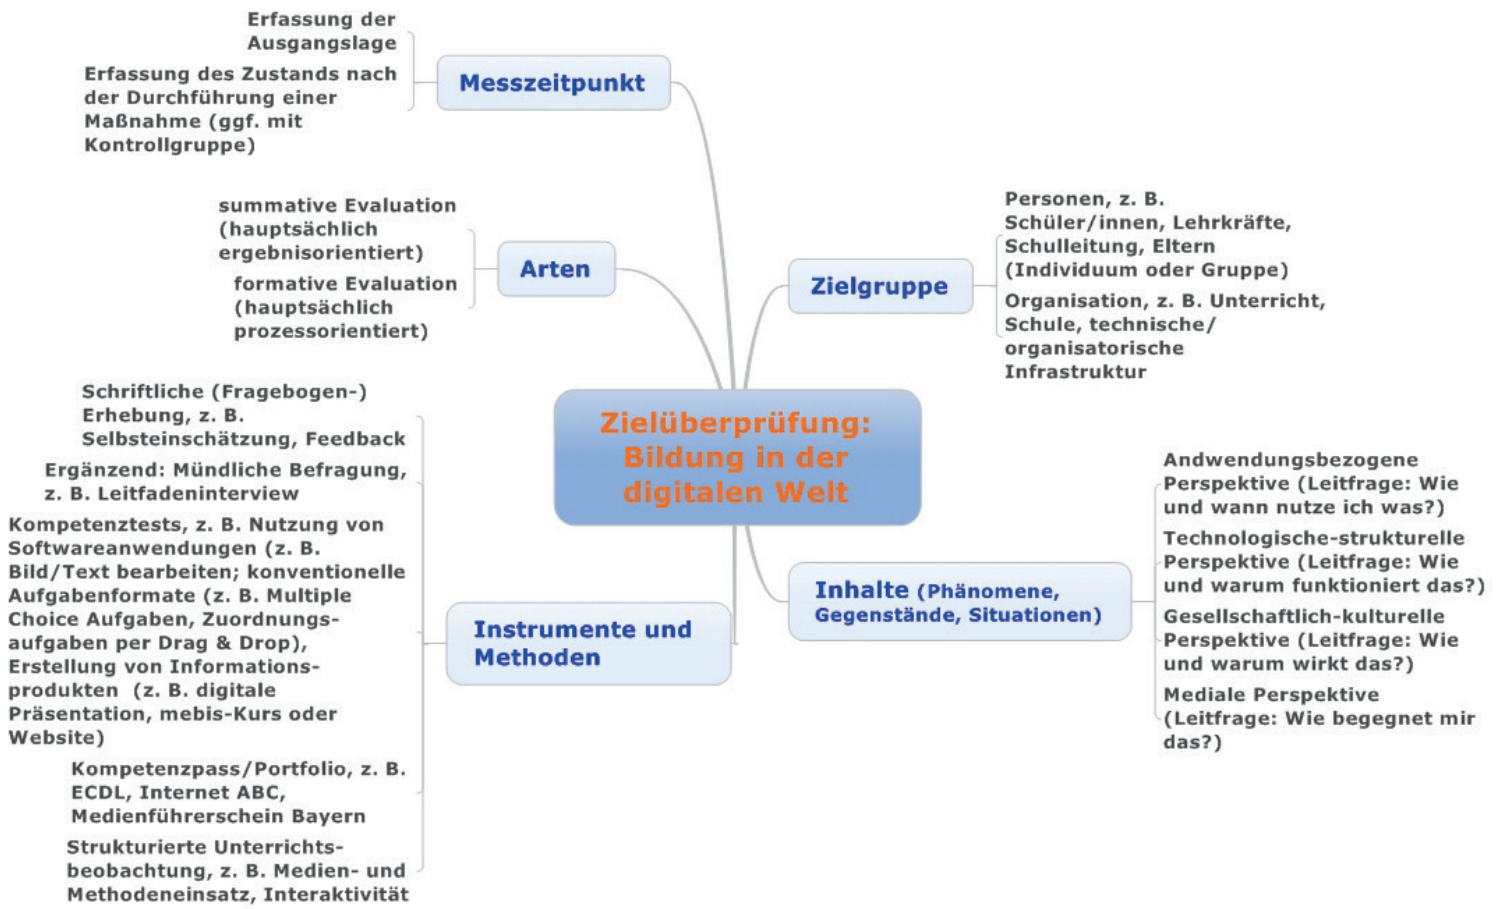 Erfassung der
Ausgangslage
Erfassung des Zustands nach
der Durchführung einer
Maßnahme (ggf. mit
Kontrollgruppe)
Messzeitpunkt
summative Evaluation
(hauptsächlich
ergebnisorientiert)
formative Evaluation
(hauptsächlich
prozessorientiert)
Arten
Personen, z. B.
Schüler/innen, Lehrkräfte,
Schulleitung, Eltern
(Individuum oder Gruppe)
Organisation, z. B. Unterricht,
Schule, technische/
organisatorische
Infrastruktur
Zielgruppe
Zielüberprüfung:
Bildung in der
digitalen Welt
Schriftliche (Fragebogen-)
Erhebung, z. B.
Selbsteinschätzung, Feedback
Ergänzend: Mündliche Befragung,
z. B. Leitfadeninterview
Kompetenztests, z. B. Nutzung von
Softwareanwendungen (z. B.
Bild/Text bearbeiten; konventionelle
Aufgabenformate (z. B. Multiple
Choice Aufgaben, Zuordnungs-
aufgaben per Drag & Drop),
Erstellung von Informations-
produkten (z. B. digitale
Präsentation, mebis-Kurs oder
Website)
Kompetenzpass/Portfolio, z. B.
ECDL, Internet ABC,
Medienführerschein Bayern
Strukturierte Unterrichts-
beobachtung, z. B. Medien- und
Methodeneinsatz, Interaktivität
Instrumente und
Methoden
Inhalte (Phänomene,
Gegenstände, Situationen)
Andwendungsbezogene
Perspektive (Leitfrage: Wie
und wann nutze ich was?)
Technologische-strukturelle
Perspektive (Leitfrage: Wie
und warum funktioniert das?)
Gesellschaftlich-kulturelle
Perspektive (Leitfrage: Wie
und warum wirkt das?)
Mediale Perspektive
(Leitfrage: Wie begegnet mir
das?)